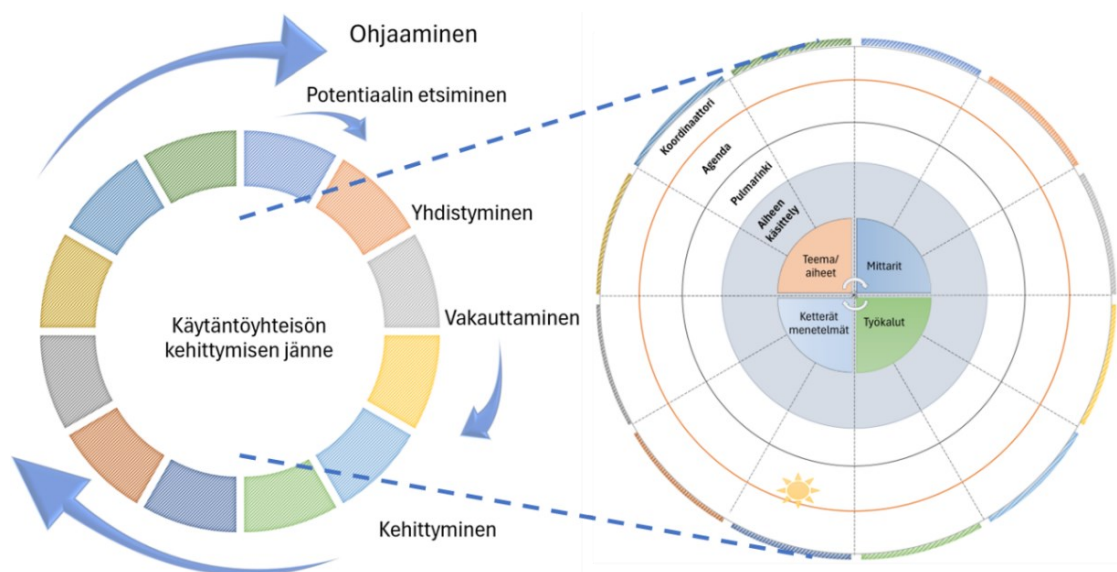 Ohjaaminen
Potentiaalin etsiminen
Yhdistyminen
Vakauttaminen
Käytäntöyhteisön
kehittymisen jänne
Kehittyminen
Koordinaattori
Agenda
Pulmarinki
Aiheen
käsittely
Teema/
aiheet
Mittarit
Ketterät
menetelmät
Työkalut